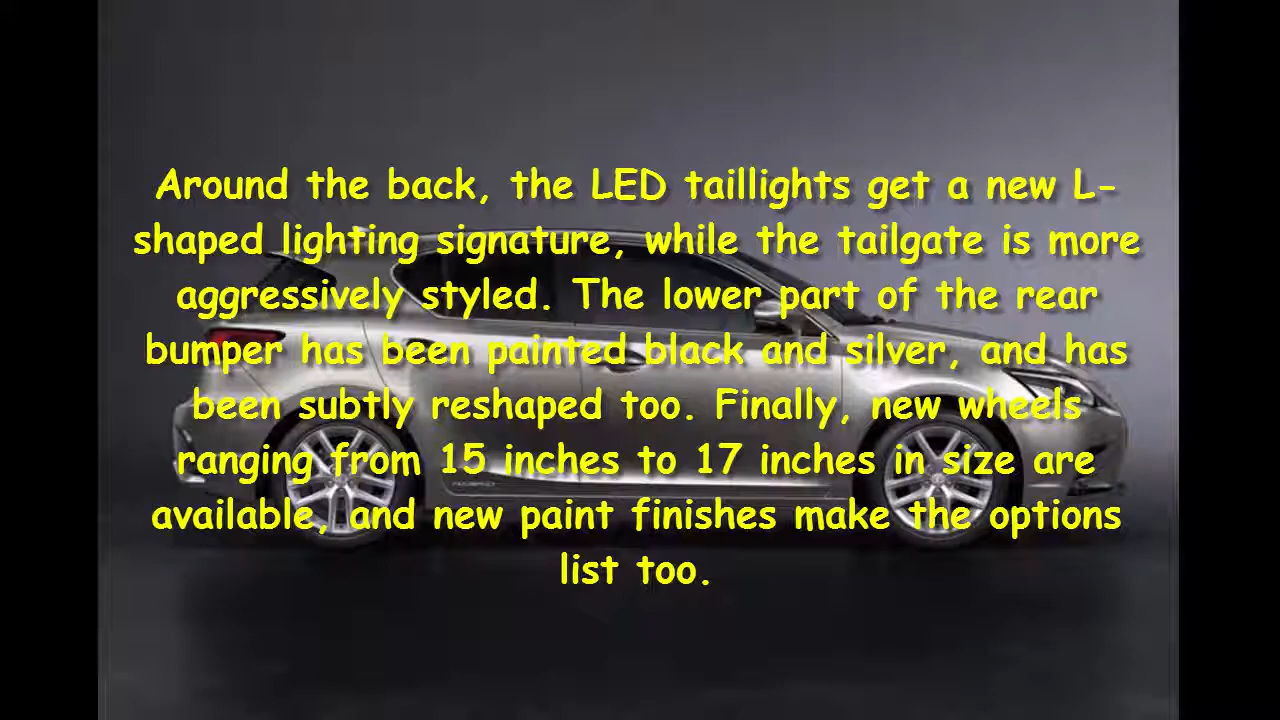 Around the back, the LED taillights get a new L-
shaped lighting signature, while the tailgate is more
aggressively styled. The lower part of the rear
bumper has been painted black and silver, and has
been subtly reshaped too. Finally, new wheels
ranging from 15 inches to 17 inches in size are
available, and new paint finishes make the options
list too.